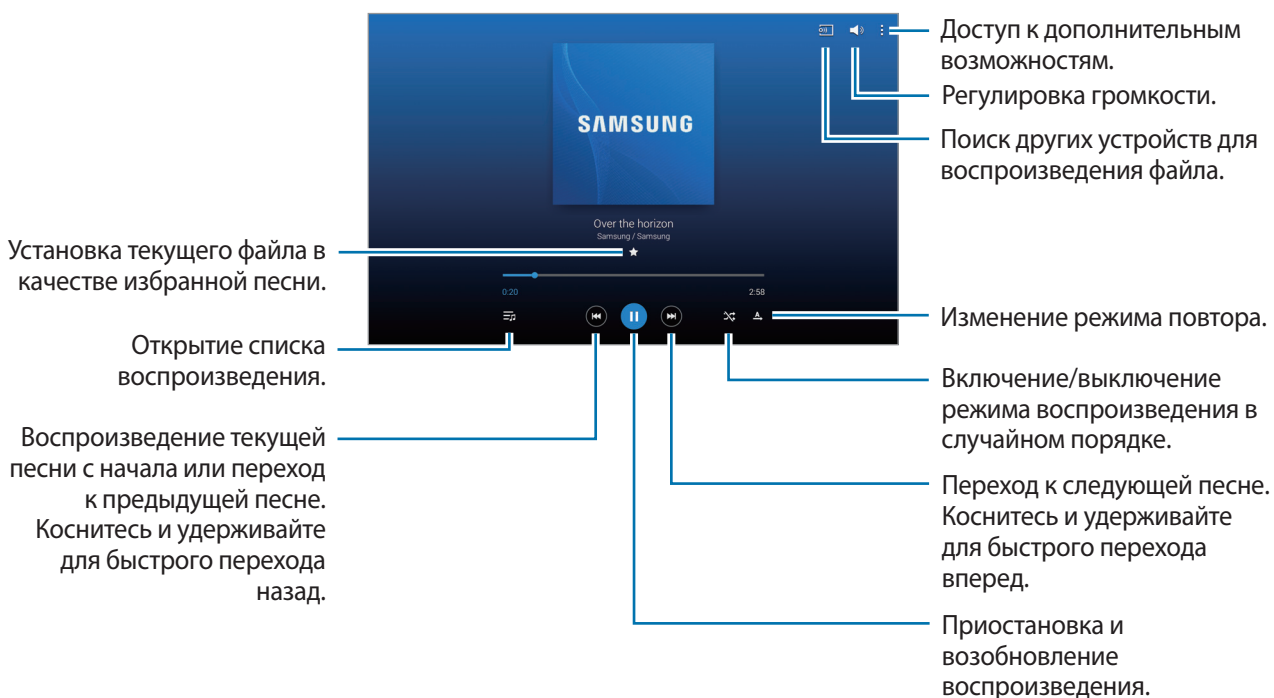 Доступ к дополнительным
возможностям.
Регулировка громкости.
Поиск других устройств для
воспроизведения файла.
SAMSUNG
Over the horizon
Samsung / Samsung
0:20
2:58
Установка текущего файла в
качестве избранной песни.
Открытие списка
воспроизведения.
Воспроизведение текущей
песни с начала или переход
к предыдущей песне.
Коснитесь и удерживайте
для быстрого перехода
назад.
Изменение режима повтора.
Включение/выключение
режима воспроизведения в
случайном порядке.
Переход к следующей песне.
Коснитесь и удерживайте
для быстрого перехода
вперед.
Приостановка и
возобновление
воспроизведения.